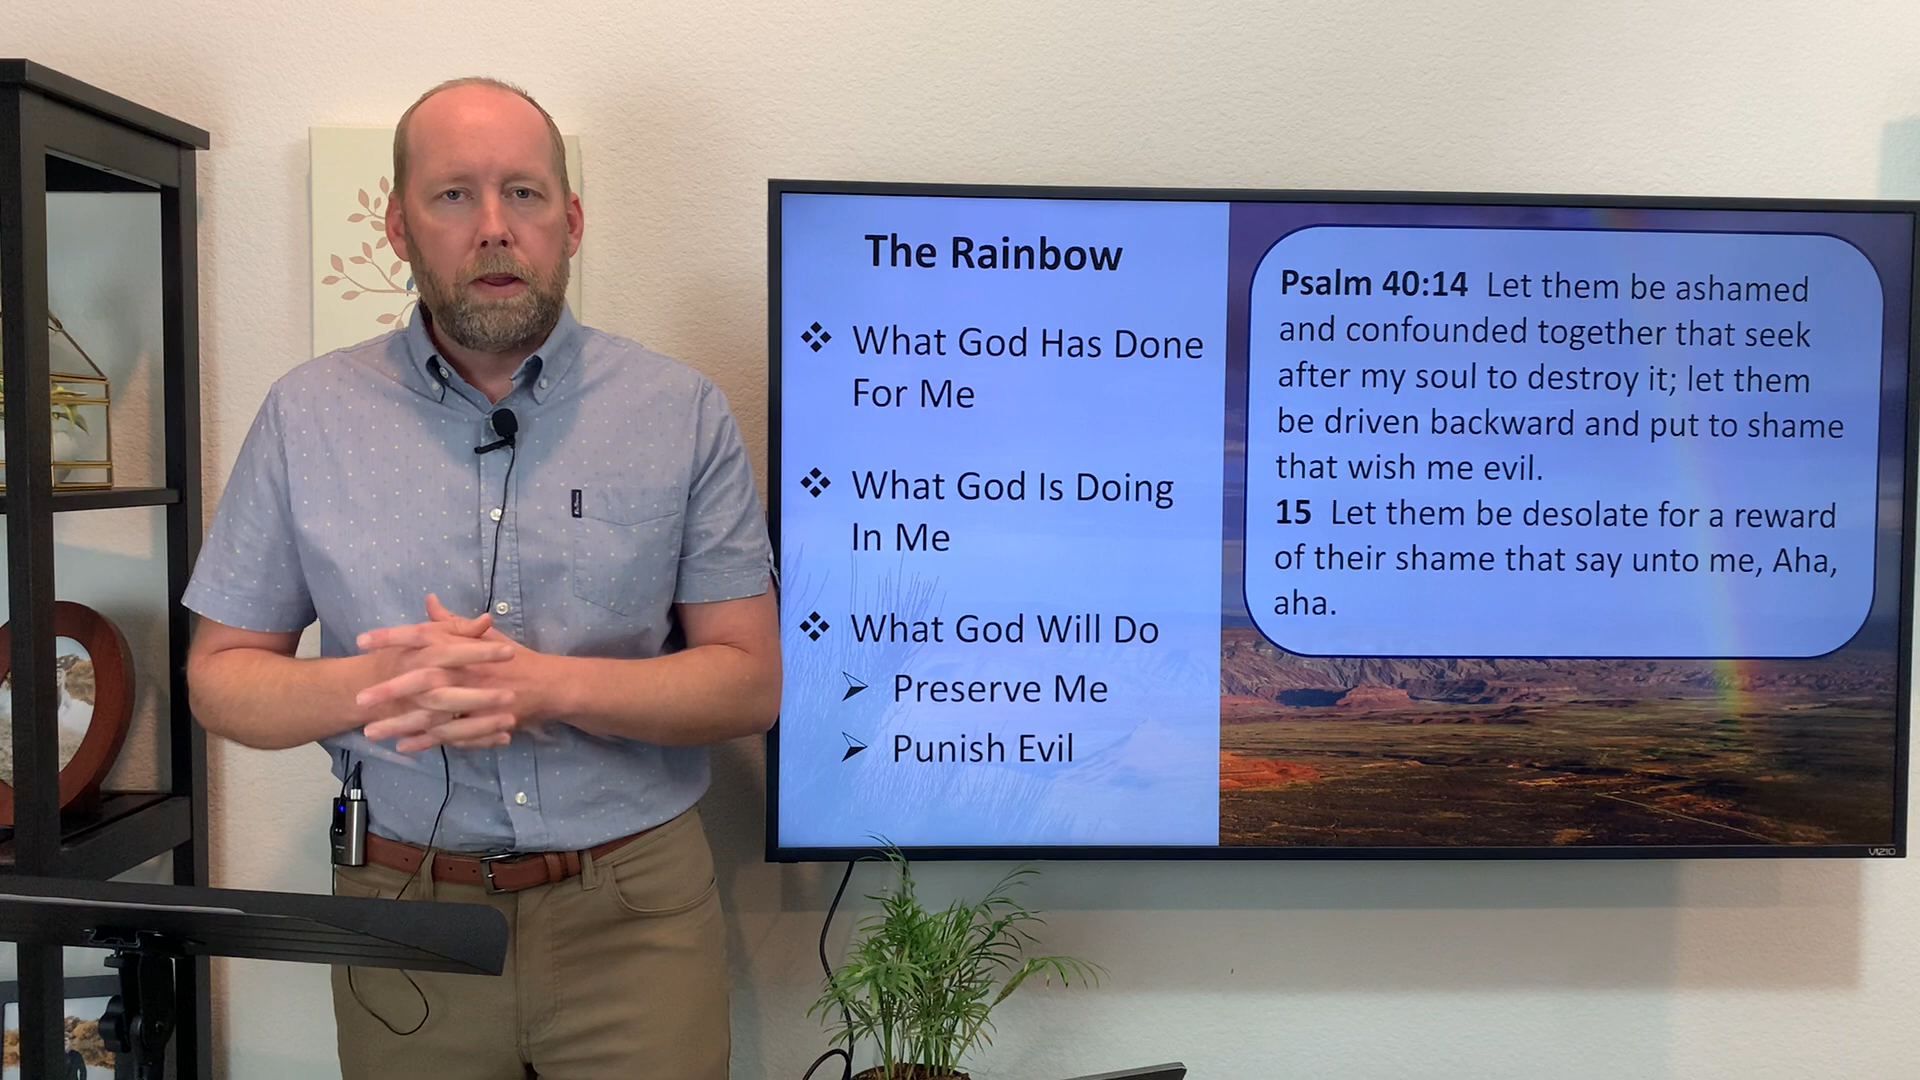 The Rainbow
What God Has Done
For Me
What God Is Doing
In Me
What God Will Do
Preserve Me
Punish Evil
Psalm 40:14 Let them be ashamed
and confounded together that seek
after my soul to destroy it; let them
be driven backward and put to shame
that wish me evil.
15 Let them be desolate for a reward
of their shame that say unto me, Aha,
aha.
VIZIO